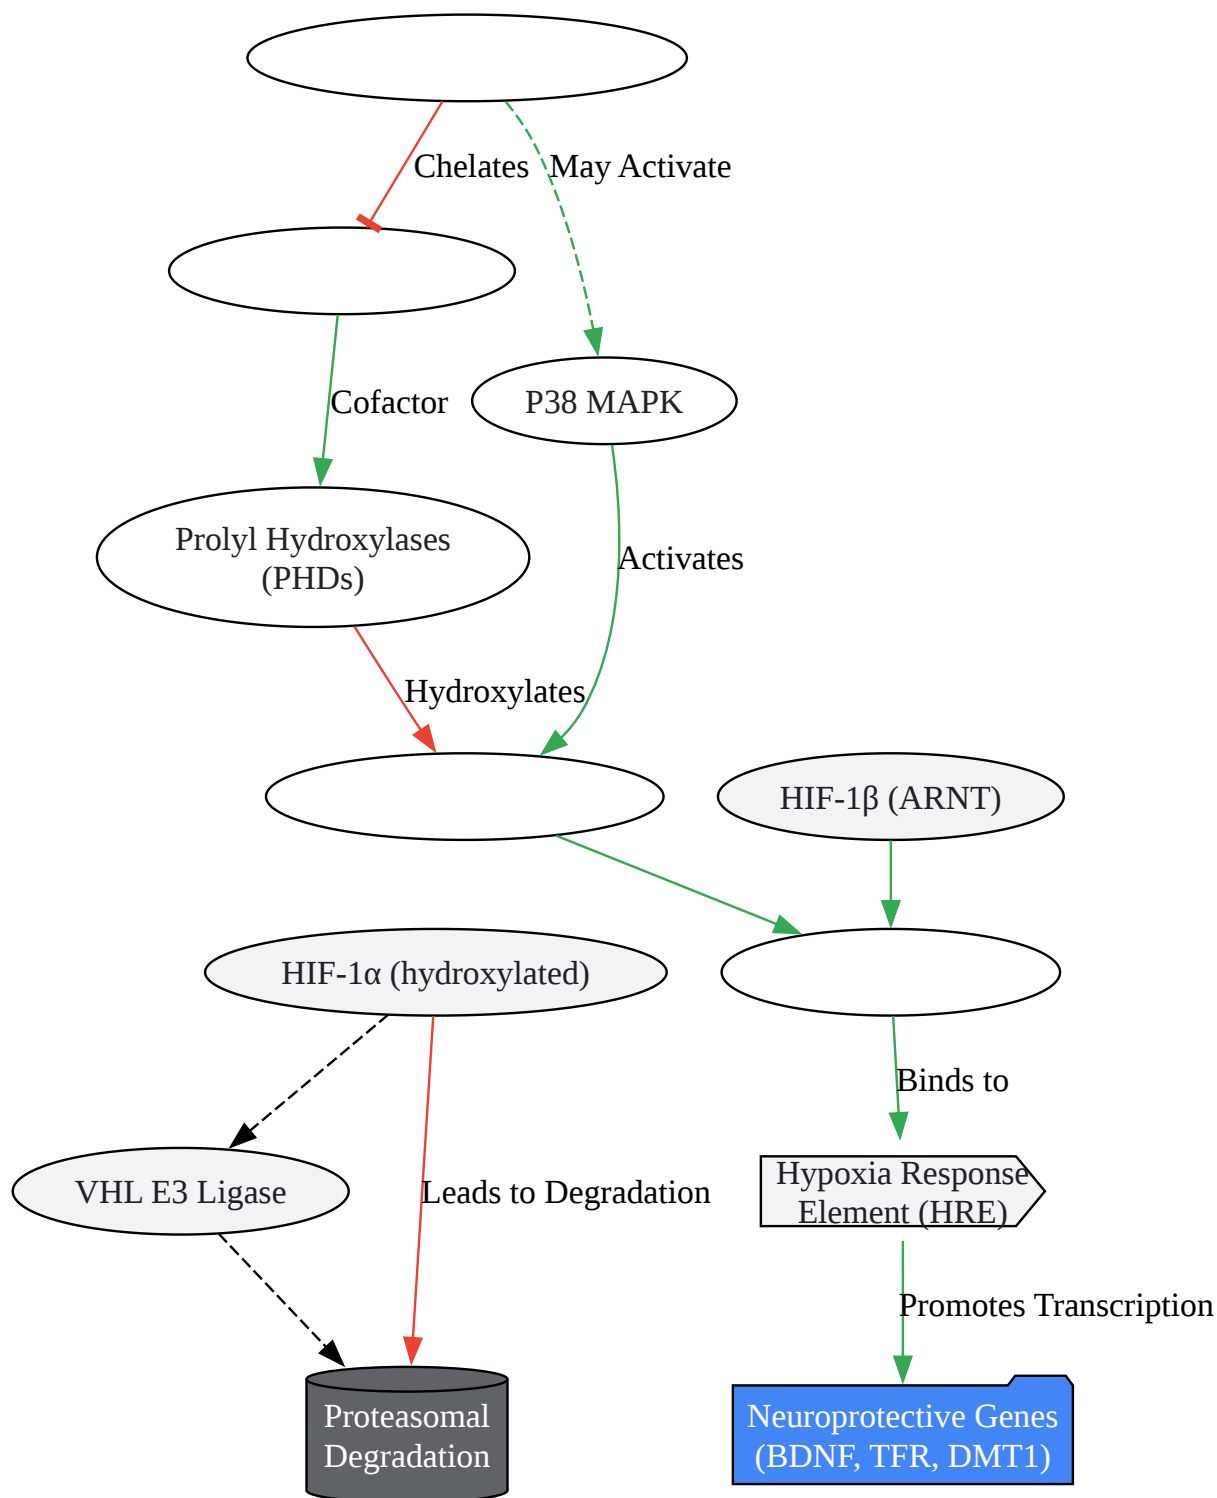 Chelates
May Activate
Cofactor
P38 MAPK
Prolyl Hydroxylases
(PHDs)
Activates
Hydroxylates
HIF-1β (ARNT)
HIF-1α (hydroxylated)
Binds to
Hypoxia Response
Element (HRE)
VHL E3 Ligase
Leads to Degradation
Promotes Transcription
Proteasomal
Degradation
Neuroprotective Genes
(BDNF, TFR, DMT1)